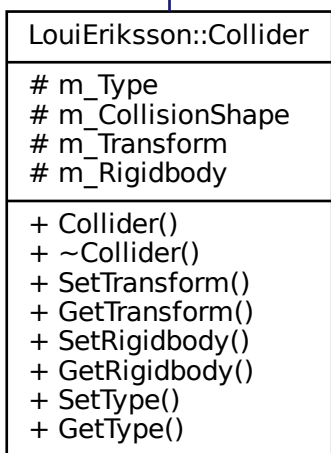 LouiEriksson::Collider
# m_Type
# m_CollisionShape
# m_Transform
# m_Rigidbody
+ Collider()
+ ~Collider()
+ SetTransform()
+ GetTransform()
+ SetRigidbody()
+ GetRigidbody()
+ SetType()
+ GetType()